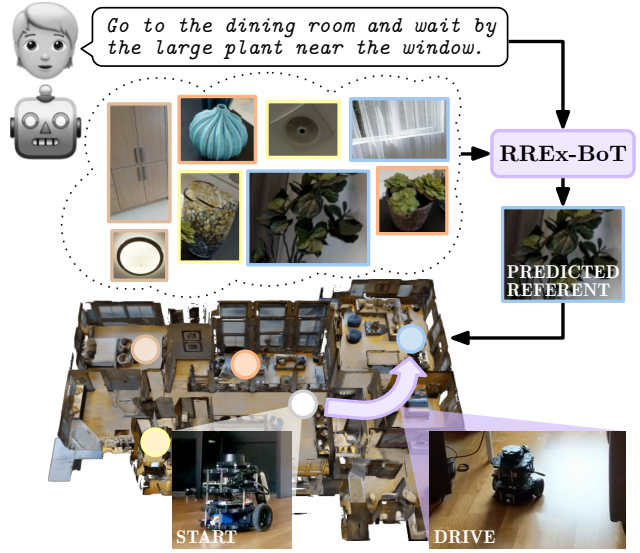 Go to the dining room and wait by
the large plant near the window.
RREx-BoT
PREDICTED
REFERENT
START
DRIVE